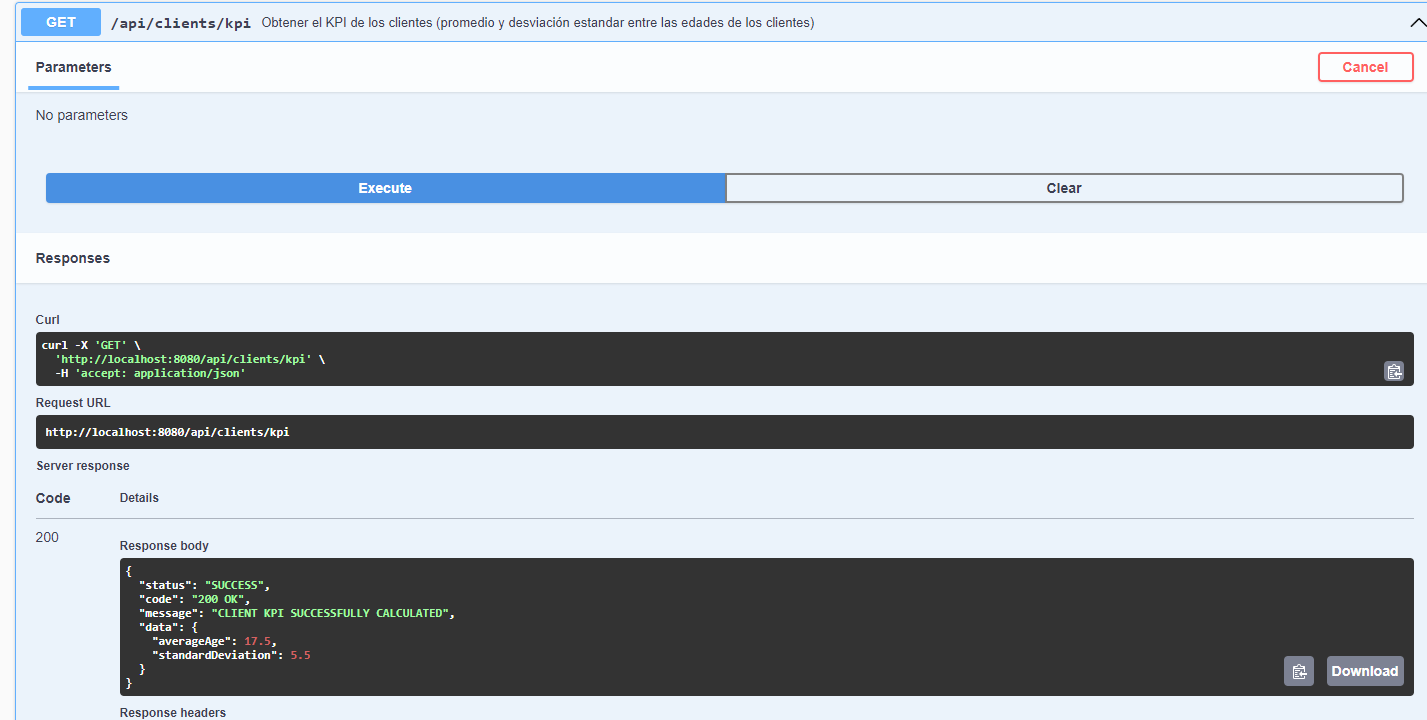 GET /api/clients/kpi Obtener el KPI de los clientes (promedio y desviación estandar entre las edades de los clientes)
Parameters Cancel
No parameters
Execute Clear
Responses
Curl
curl -X 'GET' \
  'http://localhost:8080/api/clients/kpi' \
  -H 'accept: application/json'
Request URL
http://localhost:8080/api/clients/kpi
Server response
Code Details
200
Response body
{
  "status": "SUCCESS",
  "code": "200 OK",
  "message": "CLIENT KPI SUCCESSFULLY CALCULATED",
  "data": {
    "averageAge": 17.5,
    "standardDeviation": 5.5
  }
}
Download
Response headers